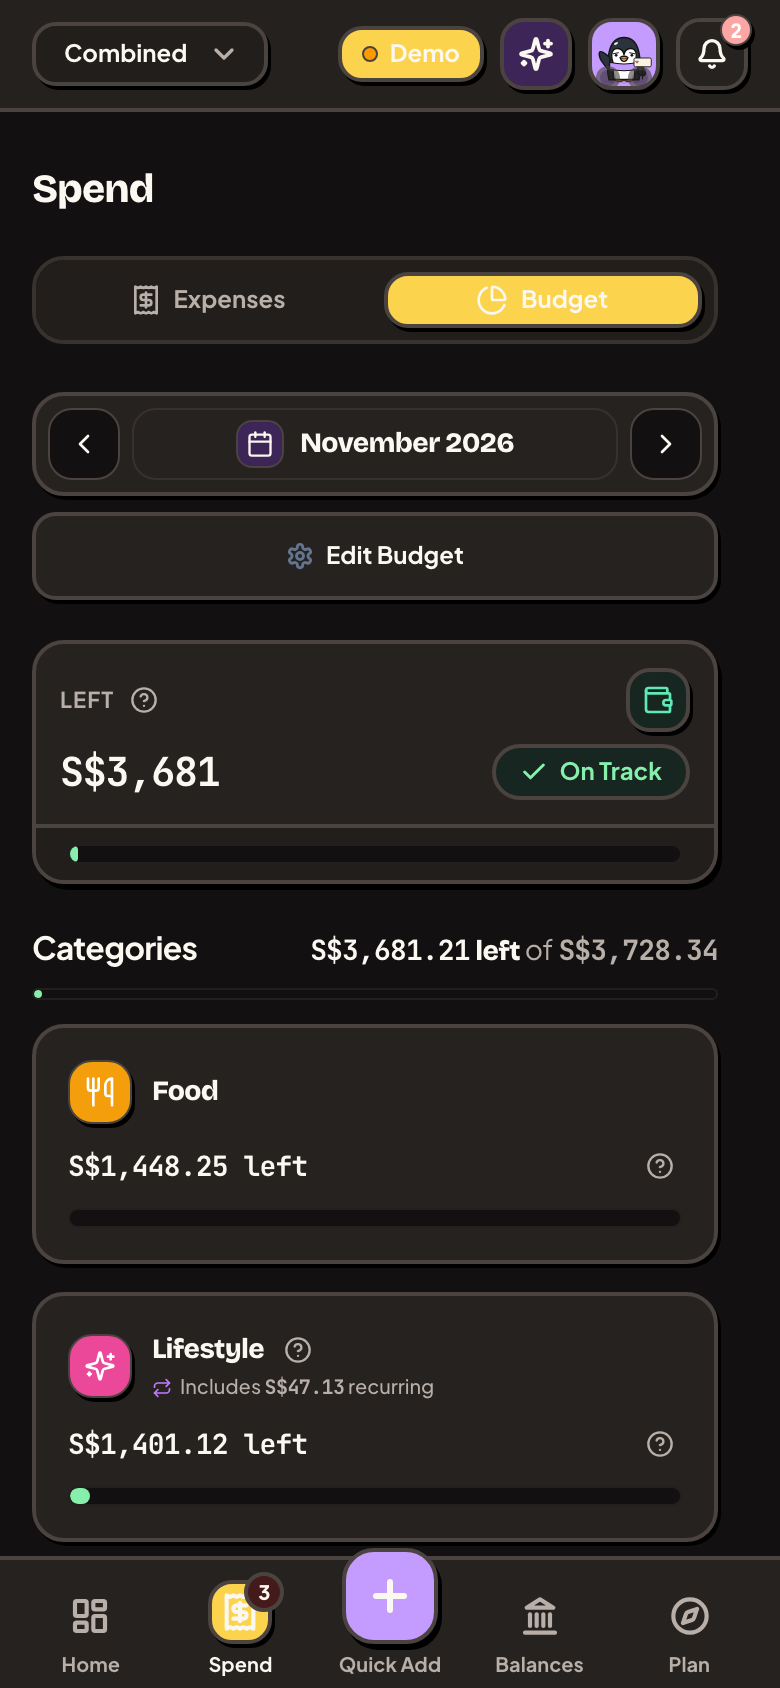 Combined
Demo
2
Spend
Expenses
Budget
November 2026
Edit Budget
LEFT
S$3,681
On Track
Categories
S$3,681.21 left of S$3,728.34
Food
S$1,448.25 left
Lifestyle
Includes S$47.13 recurring
S$1,401.12 left
3
Home
Spend
Quick Add
Balances
Plan